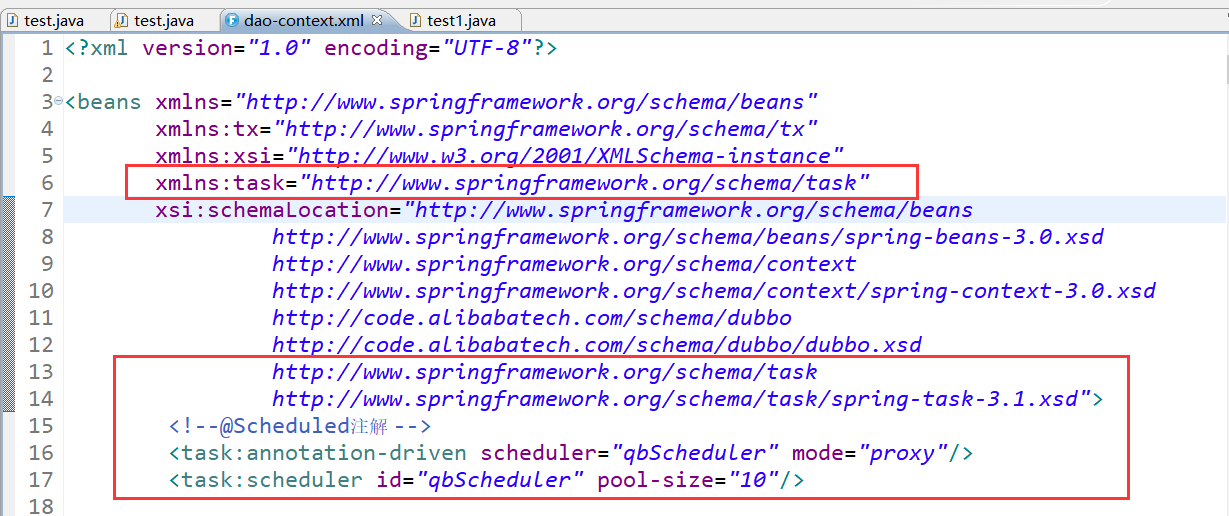 test.java test.java dao-context.xml test1.java
1 <?xml version="1.0" encoding="UTF-8"?>
2
3 <beans xmlns="http://www.springframework.org/schema/beans"
4 xmlns:tx="http://www.springframework.org/schema/tx"
5 xmlns:xsi="http://www.w3.org/2001/XMLSchema-instance"
6 xmlns:task="http://www.springframework.org/schema/task"
7 xsi:schemaLocation="http://www.springframework.org/schema/beans
8 http://www.springframework.org/schema/beans/spring-beans-3.0.xsd
9 http://www.springframework.org/schema/context
10 http://www.springframework.org/schema/context/spring-context-3.0.xsd
11 http://code.alibabatech.com/schema/dubbo
12 http://code.alibabatech.com/schema/dubbo/dubbo.xsd
13 http://www.springframework.org/schema/task
14 http://www.springframework.org/schema/task/spring-task-3.1.xsd">
15 <!--@Scheduled注解 -->
16 <task:annotation-driven scheduler="qbScheduler" mode="proxy"/>
17 <task:scheduler id="qbScheduler" pool-size="10"/>
18